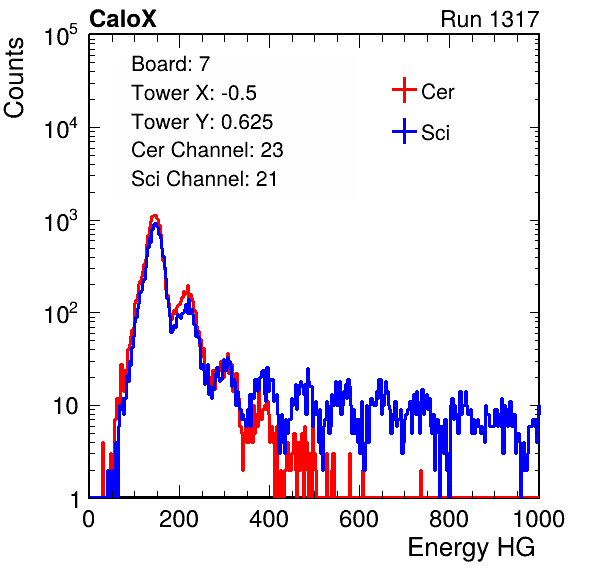 CaloX Run 1317
Counts
10^5
10^4
10^3
10^2
10
1
Board: 7
Tower X: -0.5
Tower Y: 0.625
Cer Channel: 23
Sci Channel: 21
Cer
Sci
0 200 400 600 800 1000
Energy HG